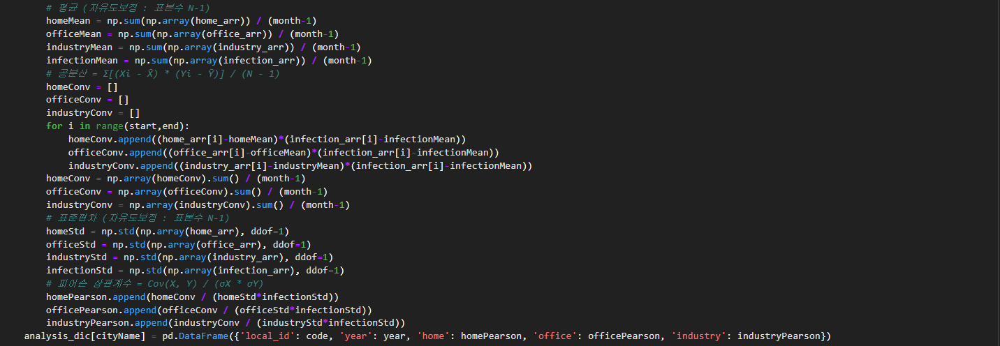 # 평균 (자유도보정 : 표본수 N-1)
homeMean = np.sum(np.array(home_arr)) / (month-1)
officeMean = np.sum(np.array(office_arr)) / (month-1)
industryMean = np.sum(np.array(industry_arr)) / (month-1)
infectionMean = np.sum(np.array(infection_arr)) / (month-1)
# 공분산 = Σ[(Xi - X̄) * (Yi - Ȳ)] / (N - 1)
homeConv = []
officeConv = []
industryConv = []
for i in range(start,end):
homeConv.append((home_arr[i]-homeMean)*(infection_arr[i]-infectionMean))
officeConv.append((office_arr[i]-officeMean)*(infection_arr[i]-infectionMean))
industryConv.append((industry_arr[i]-industryMean)*(infection_arr[i]-infectionMean))
homeConv = np.array(homeConv).sum() / (month-1)
officeConv = np.array(officeConv).sum() / (month-1)
industryConv = np.array(industryConv).sum() / (month-1)
# 표준편차 (자유도보정 : 표본수 N-1)
homeStd = np.std(np.array(home_arr), ddof=1)
officeStd = np.std(np.array(office_arr), ddof=1)
industryStd = np.std(np.array(industry_arr), ddof=1)
infectionStd = np.std(np.array(infection_arr), ddof=1)
# 피어슨 상관계수 = Cov(X, Y) / (σX * σY)
homePearson.append(homeConv / (homeStd*infectionStd))
officePearson.append(officeConv / (officeStd*infectionStd))
industryPearson.append(industryConv / (industryStd*infectionStd))
analysis_dic[cityName] = pd.DataFrame({'local_id': code, 'year': year, 'home': homePearson, 'office': officePearson, 'industry': industryPearson})